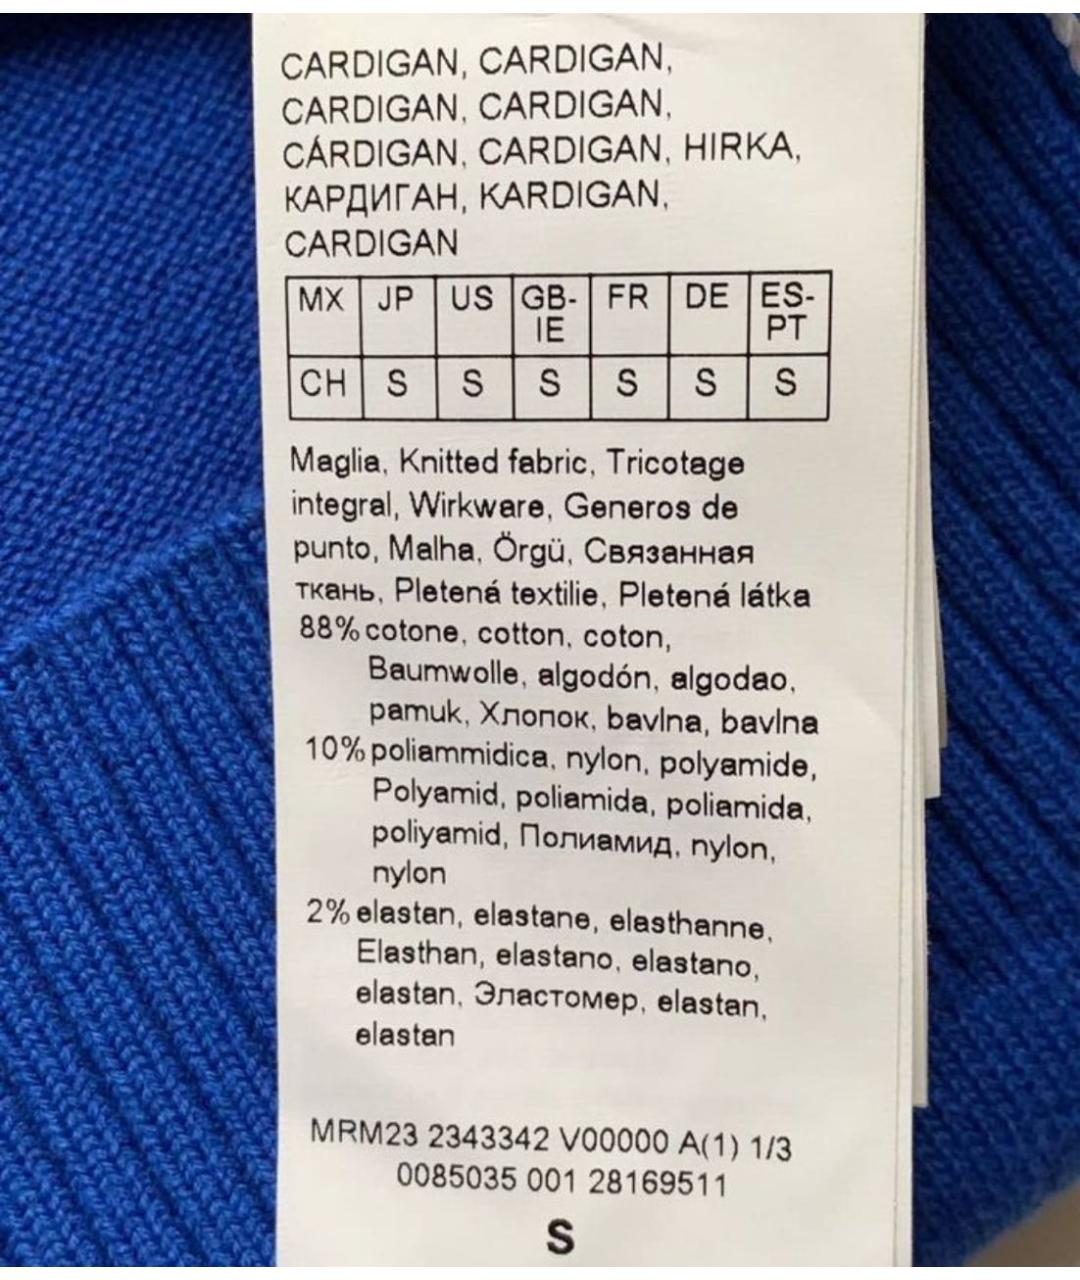 CARDIGAN, CARDIGAN,
CARDIGAN, CARDIGAN,
CÁRDIGAN, CARDIGAN, HIRKA,
КАРДИГАН, KARDIGAN,
CARDIGAN
MX JP US GB- FR DE ES-
IE PT
CH S S S S S S
Maglia, Knitted fabric, Tricotage
integral, Wirkware, Generos de
punto, Malha, Örgü, Связанная
ткань, Pletená textilie, Pletená látka
88% cotone, cotton, coton,
Baumwolle, algodón, algodao,
pamuk, Хлопок, bavlna, bavlna
10% poliammidica, nylon, polyamide,
Polyamid, poliamida, poliamida,
poliyamid, Полиамид, nylon,
nylon
2% elastan, elastane, elasthanne,
Elasthan, elastano, elastano,
elastan, Эластомер, elastan,
elastan
MRM23 2343342 V00000 A(1) 1/3
0085035 001 28169511
S